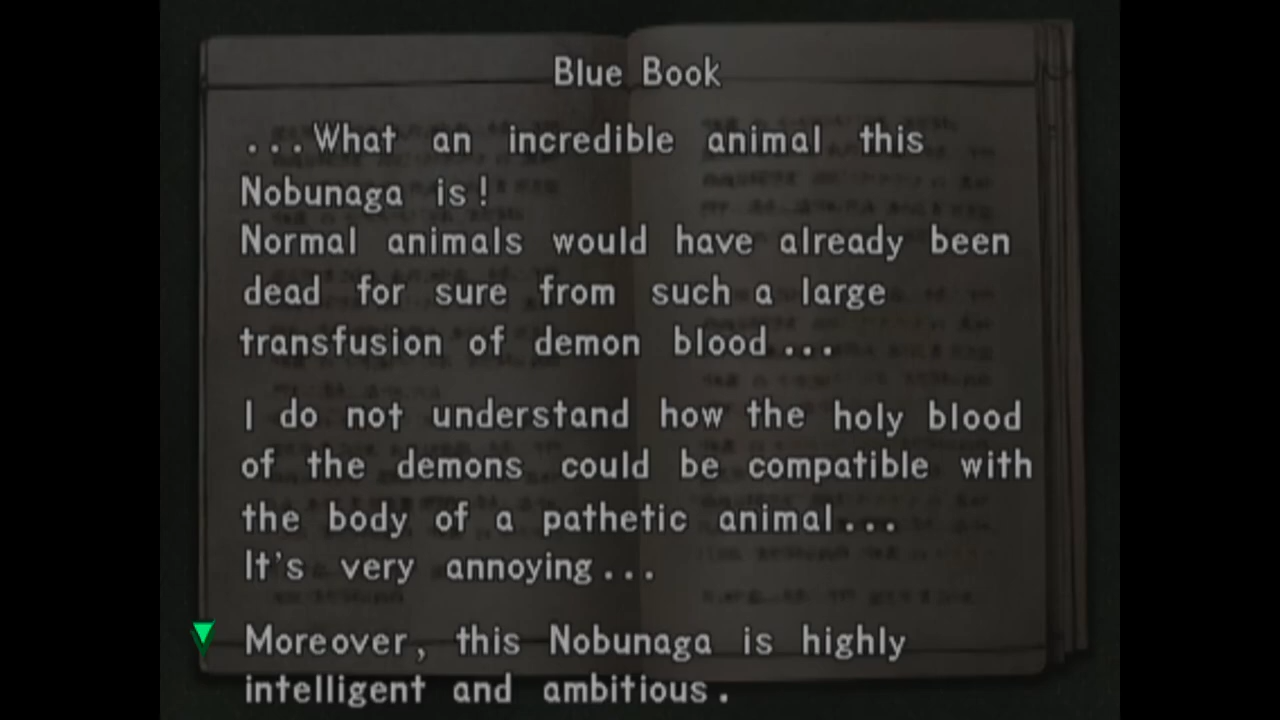 Blue Book
...What an incredible animal this
Nobunaga is!
Normal animals would have already been
dead for sure from such a large
transfusion of demon blood...
I do not understand how the holy blood
of the demons could be compatible with
the body of a pathetic animal...
It's very annoying...
Moreover, this Nobunaga is highly
intelligent and ambitious.